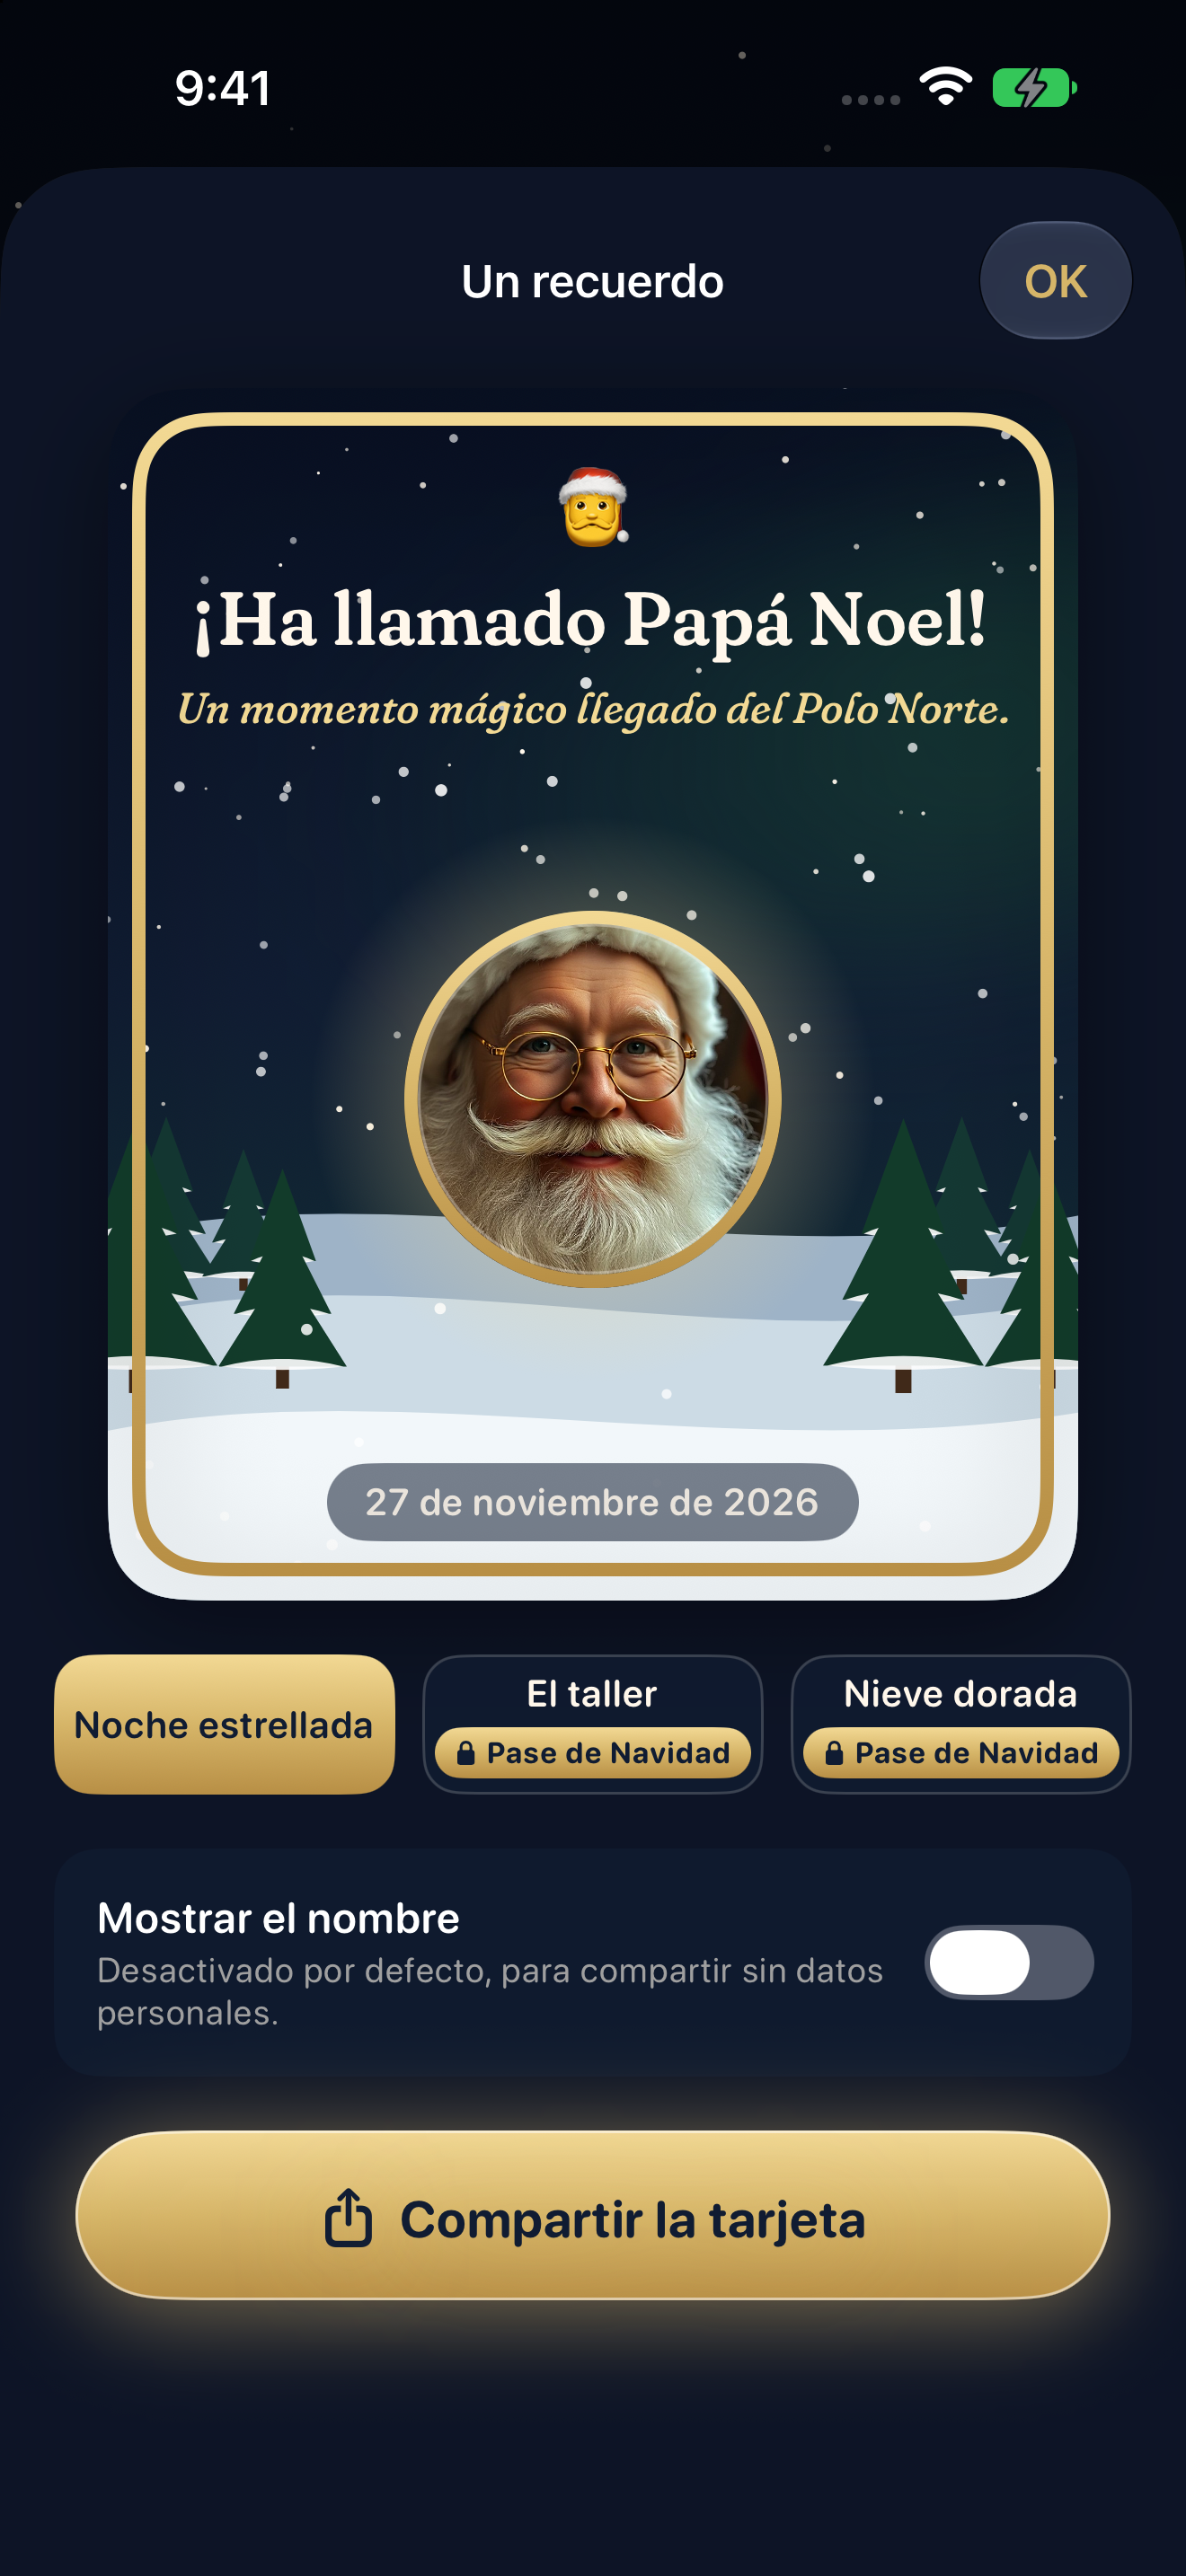 9:41
Un recuerdo
OK
¡Ha llamado Papá Noel!
Un momento mágico llegado del Polo Norte.
27 de noviembre de 2026
Noche estrellada
El taller
Pase de Navidad
Nieve dorada
Pase de Navidad
Mostrar el nombre
Desactivado por defecto, para compartir sin datos
personales.
Compartir la tarjeta